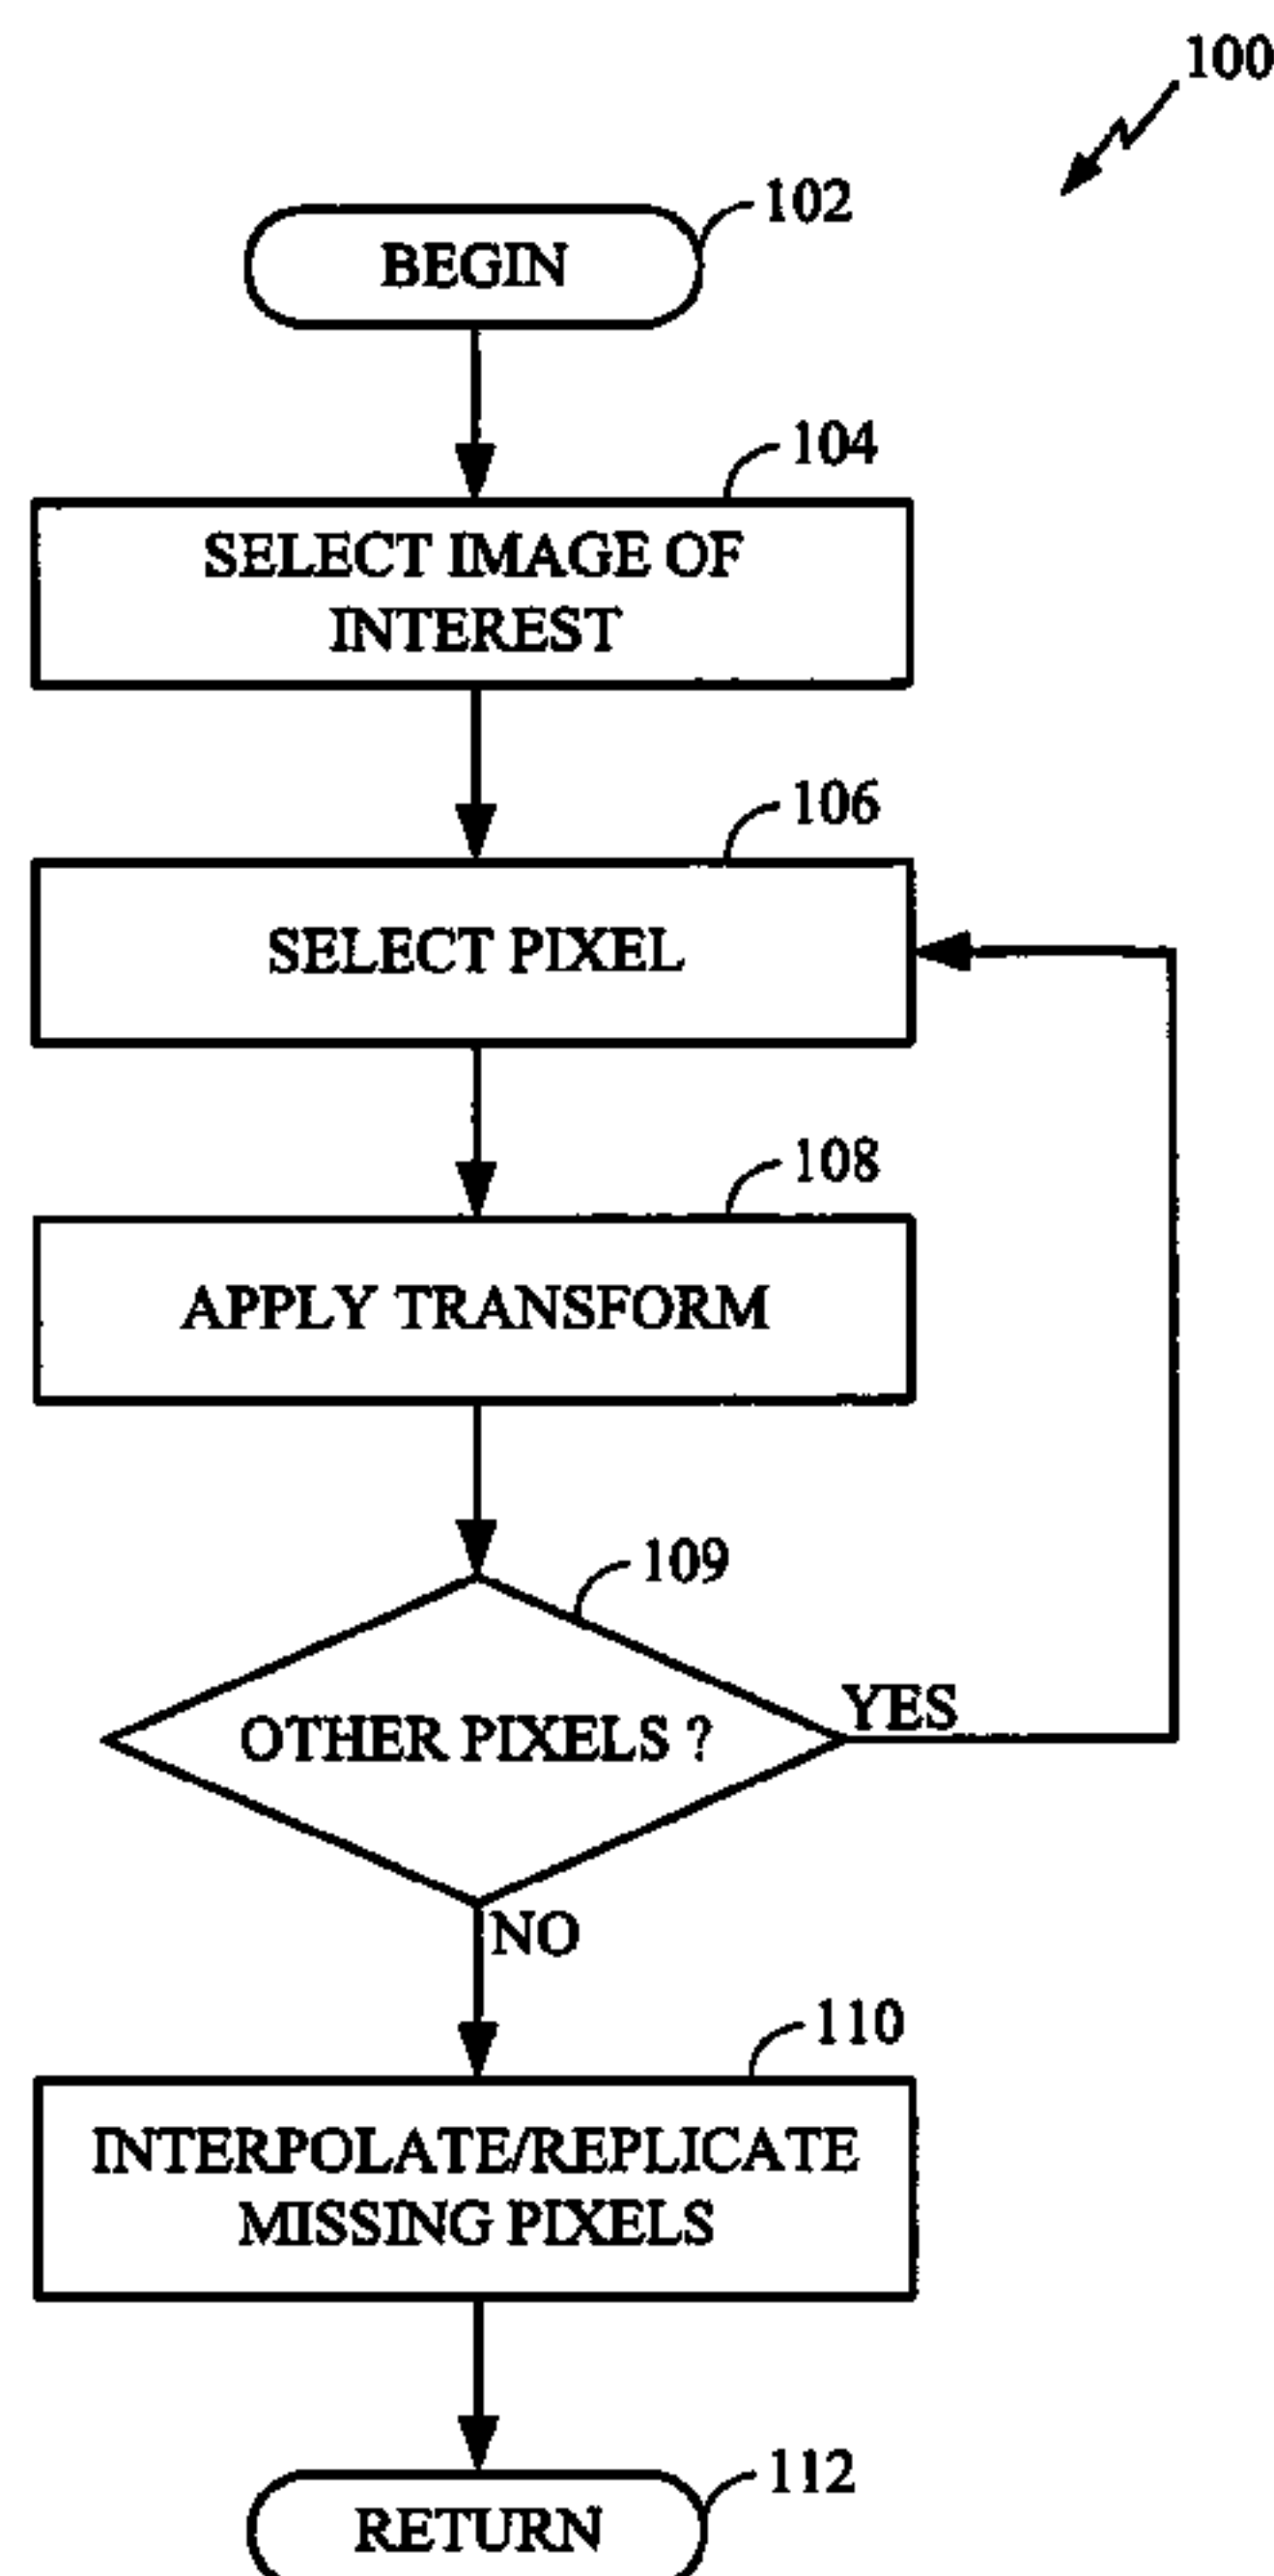 100
102
BEGIN
104
SELECT IMAGE OF
INTEREST
106
SELECT PIXEL
108
APPLY TRANSFORM
109
OTHER PIXELS ?
YES
NO
110
INTERPOLATE/REPLICATE
MISSING PIXELS
112
RETURN